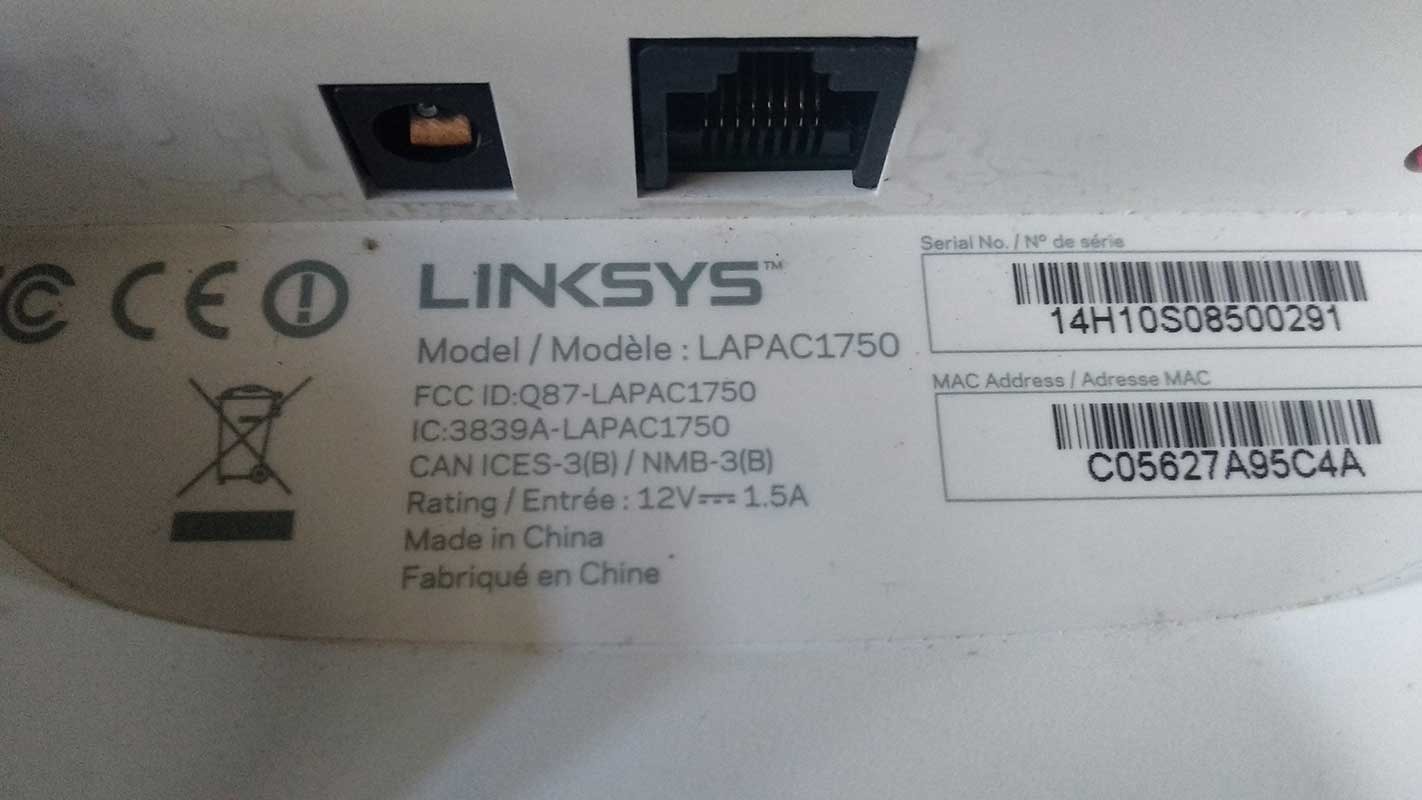 LINKSYS™
Model / Modèle : LAPAC1750
FCC ID:Q87-LAPAC1750
IC:3839A-LAPAC1750
CAN ICES-3(B) / NMB-3(B)
Rating / Entrée : 12V⎓ 1.5A
Made in China
Fabriqué en Chine
Serial No. / Nº de série
14H10S08500291
MAC Address / Adresse MAC
C05627A95C4A